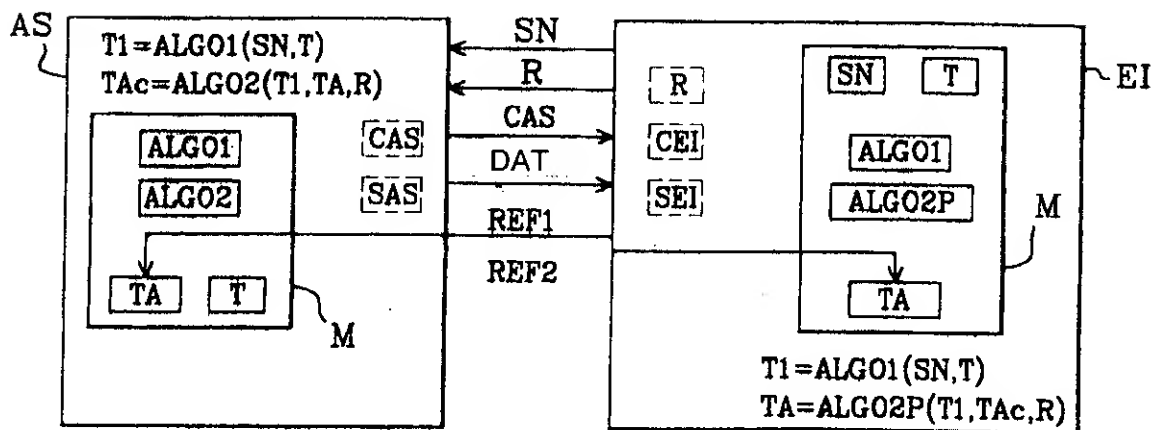 AS
T1=ALGO1(SN,T)
TAc=ALGO2(T1,TA,R)
ALGO1
ALGO2
TA
T
CAS
SAS
M
SN
R
CAS
DAT
REF1
REF2
R
CEI
SEI
SN
T
ALGO1
ALGO2P
TA
EI
M
T1=ALGO1(SN,T)
TA=ALGO2P(T1,TAc,R)